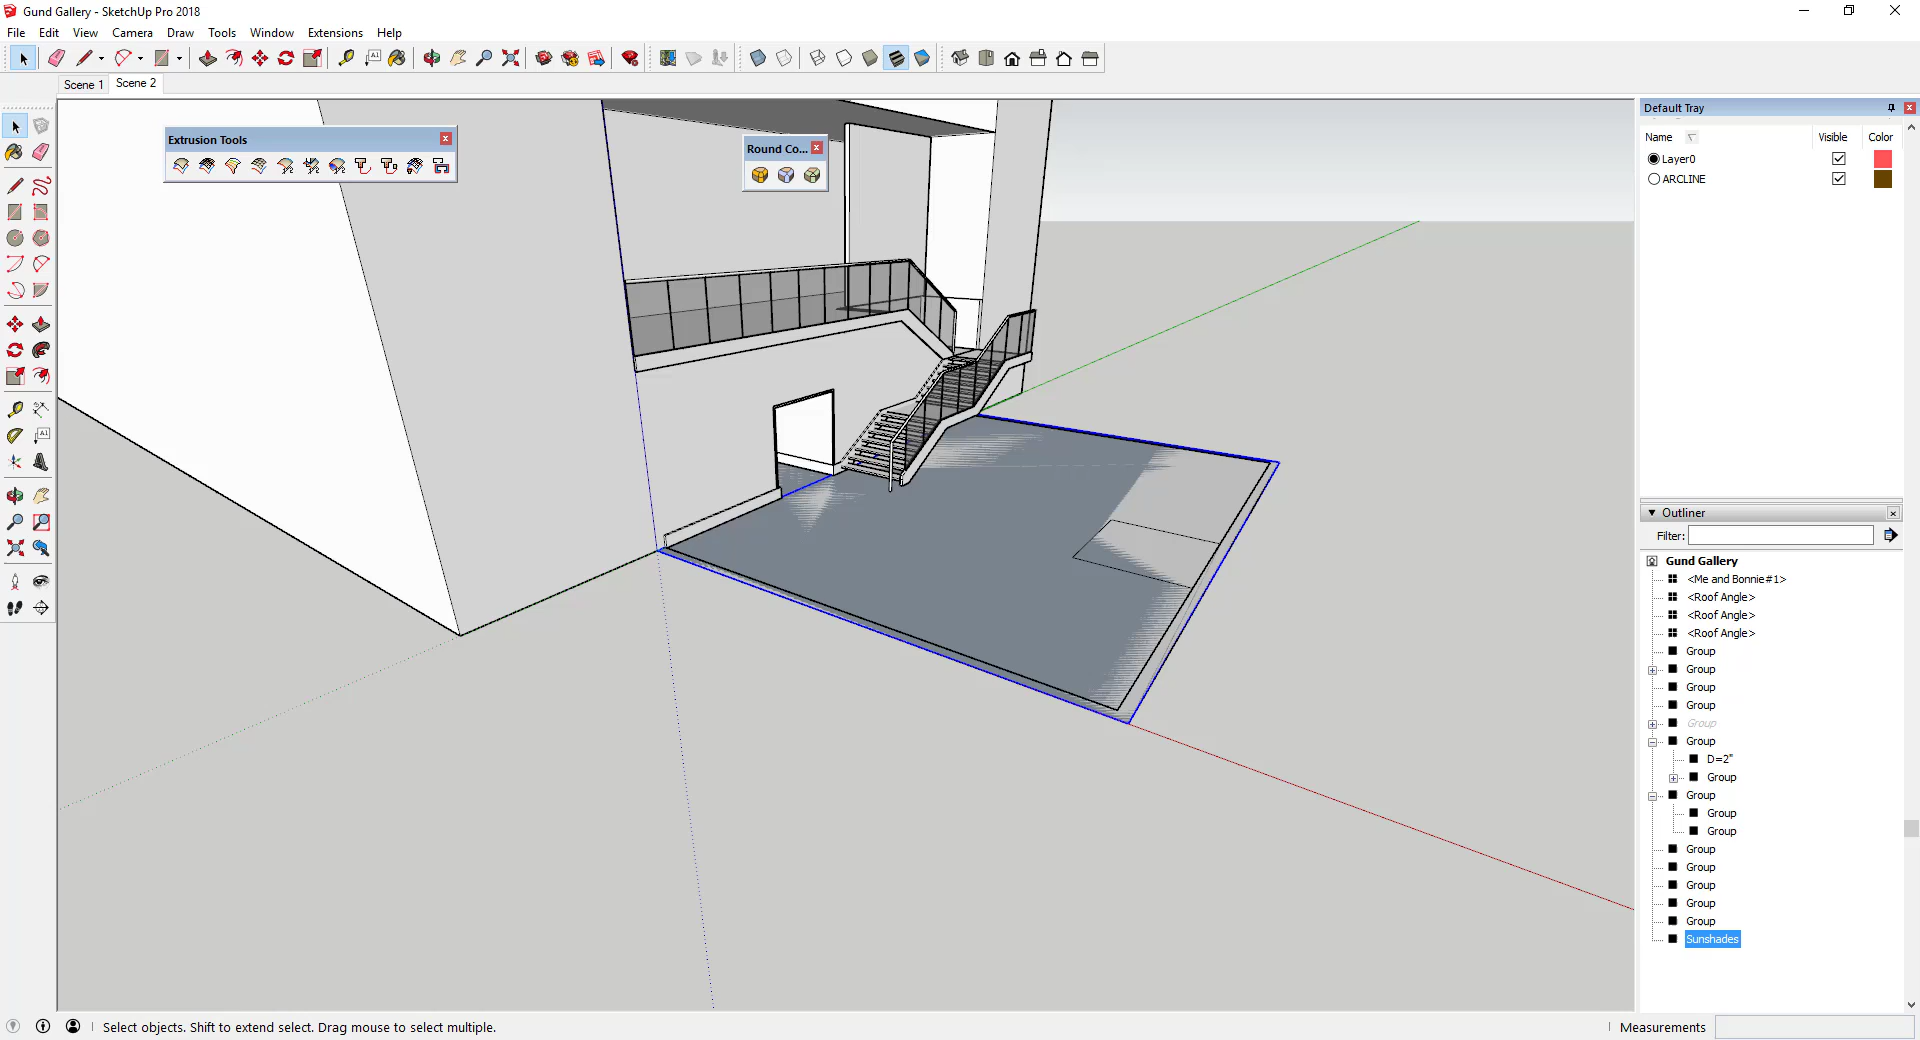 Gund Gallery - SketchUp Pro 2018
File Edit View Camera Draw Tools Window Extensions Help
Scene 1 Scene 2
Default Tray
Extrusion Tools
Round Co...
Name Visible Color
Layer0
ARCLINE
A1
A1
Outliner
Filter:
Gund Gallery
<Me and Bonnie#1>
<Roof Angle>
<Roof Angle>
<Roof Angle>
Group
Group
Group
Group
Group
Group
D=2"
Group
Group
Group
Group
Group
Group
Group
Group
Group
Sunshades
Select objects. Shift to extend select. Drag mouse to select multiple.
Measurements